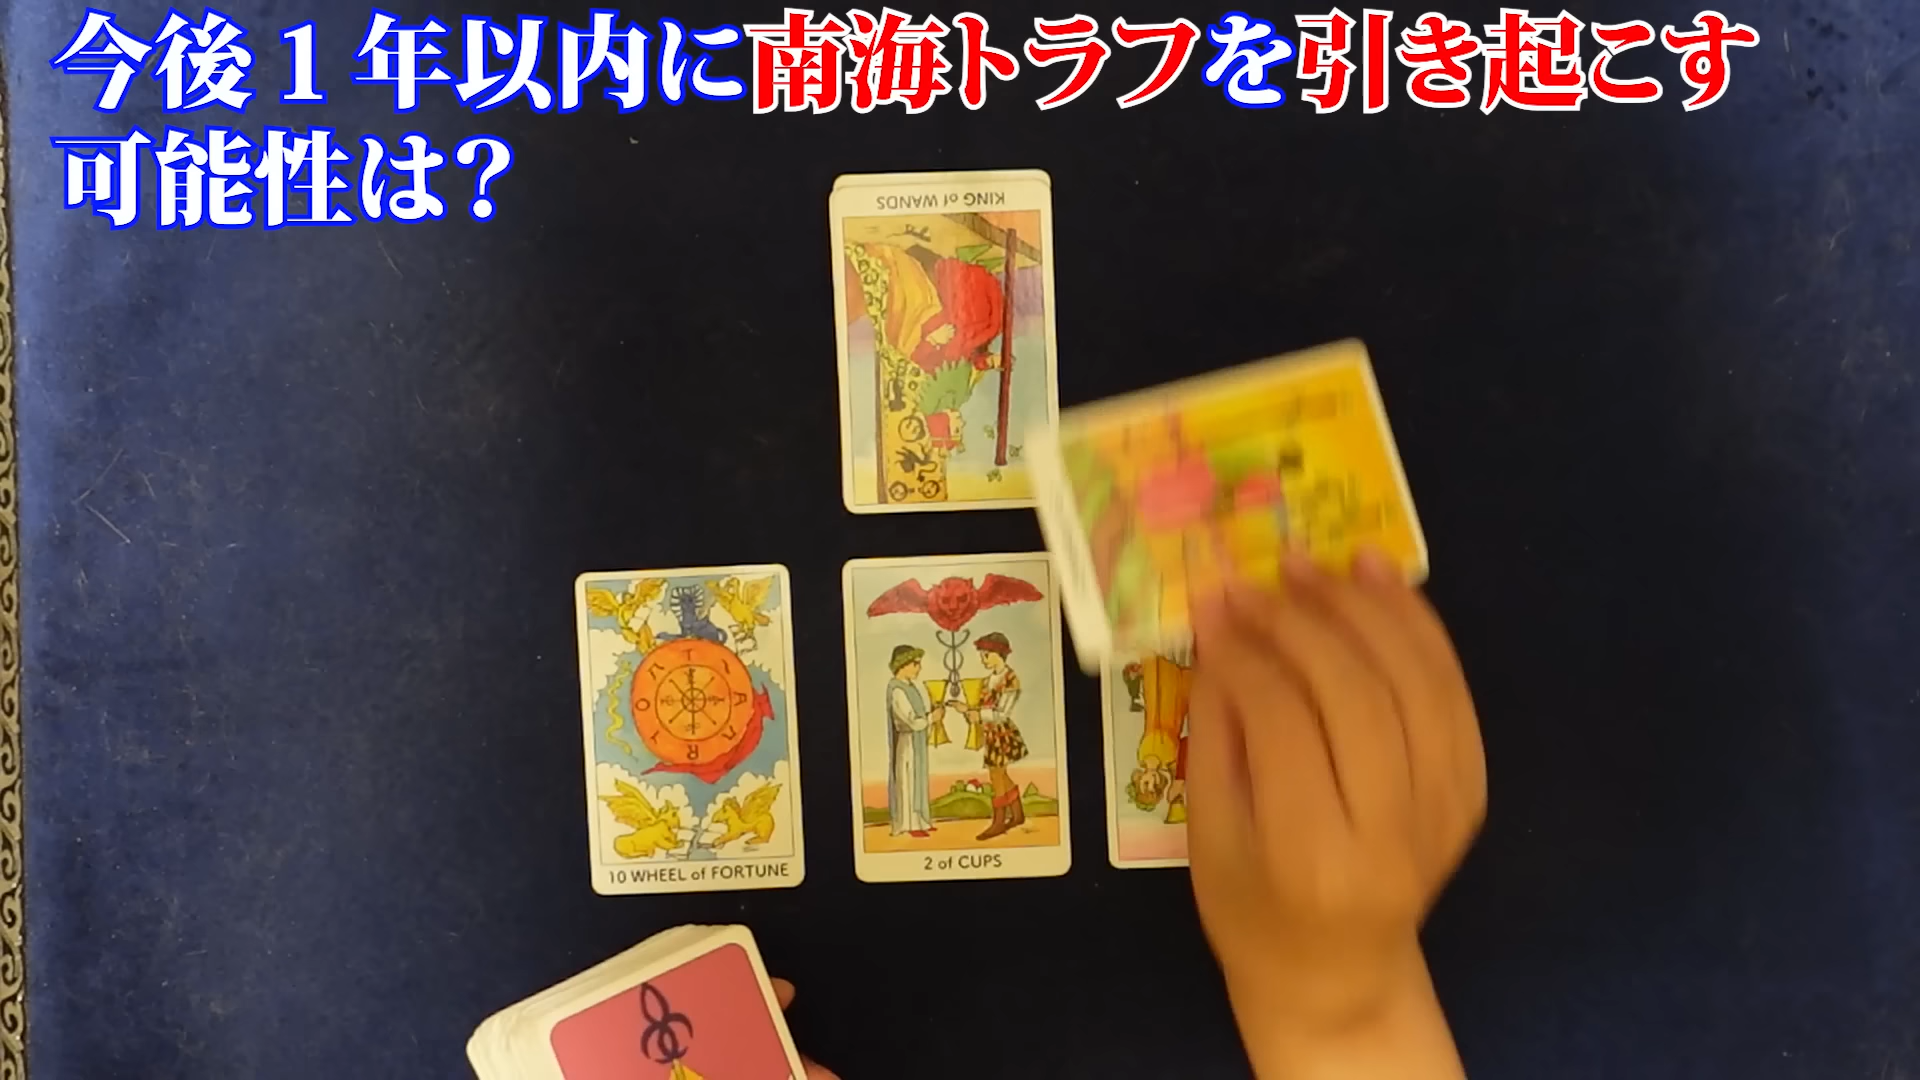 今後１年以内に南海トラフを引き起こす
可能性は？
KING of WANDS
10 WHEEL of FORTUNE
2 of CUPS